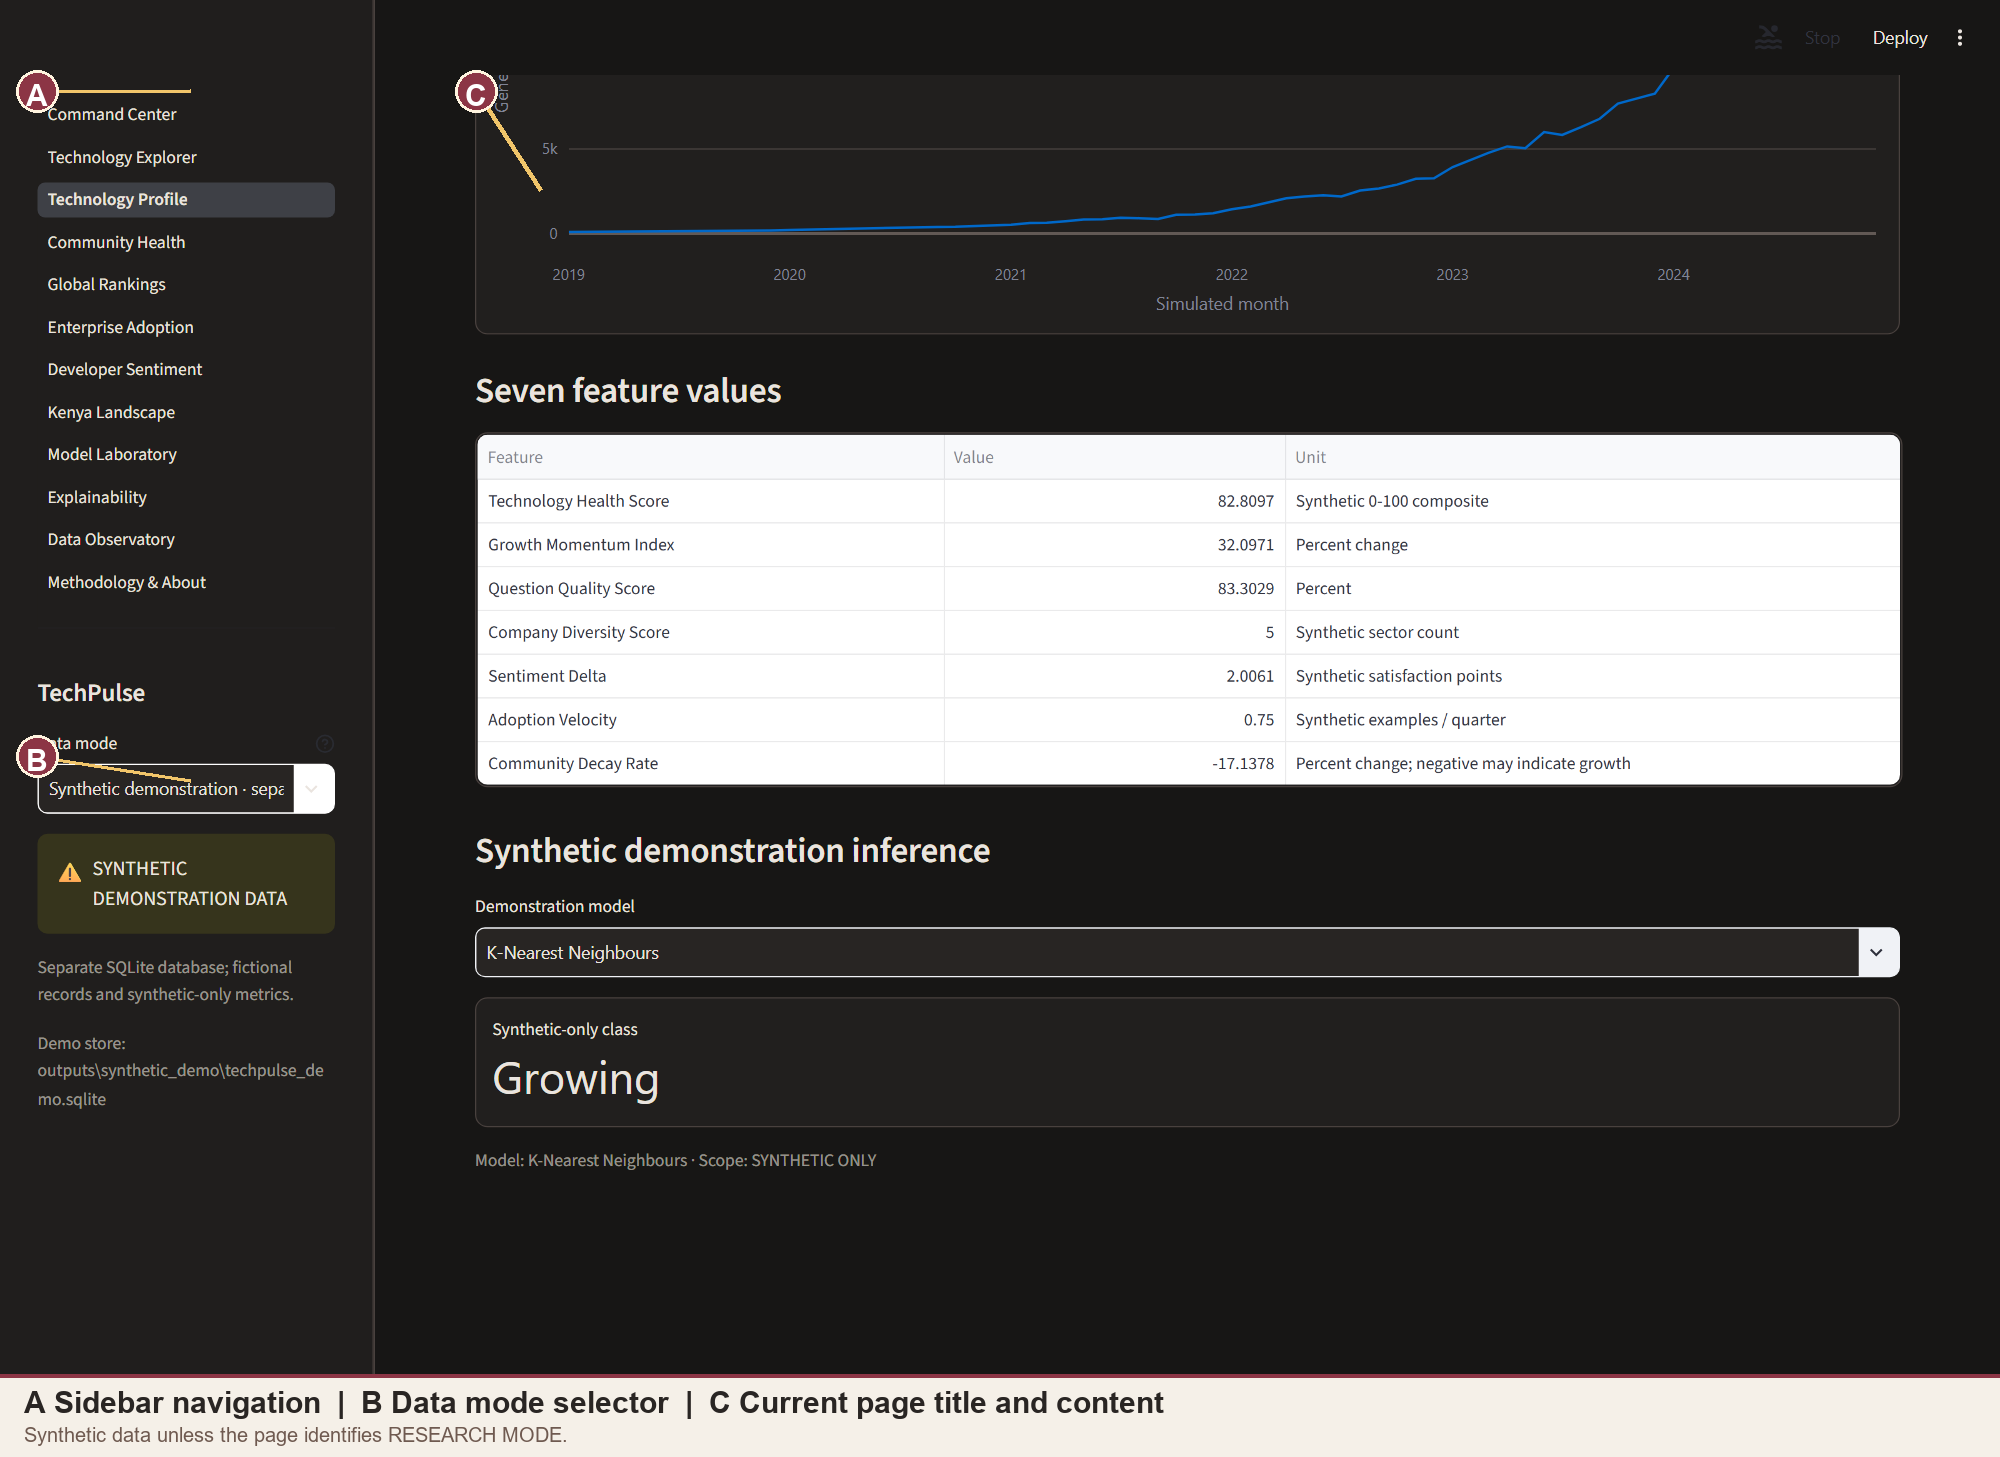 Stop
Deploy
A
Command Center
Technology Explorer
Technology Profile
Community Health
Global Rankings
Enterprise Adoption
Developer Sentiment
Kenya Landscape
Model Laboratory
Explainability
Data Observatory
Methodology & About
TechPulse
B
ta mode
?
Synthetic demonstration · sepa
SYNTHETIC
DEMONSTRATION DATA
Separate SQLite database; fictional
records and synthetic-only metrics.
Demo store:
outputs\synthetic_demo\techpulse_de
mo.sqlite
C
Gene
5k
0
2019 2020 2021 2022 2023 2024
Simulated month
Seven feature values
Feature Value Unit
Technology Health Score 82.8097 Synthetic 0-100 composite
Growth Momentum Index 32.0971 Percent change
Question Quality Score 83.3029 Percent
Company Diversity Score 5 Synthetic sector count
Sentiment Delta 2.0061 Synthetic satisfaction points
Adoption Velocity 0.75 Synthetic examples / quarter
Community Decay Rate -17.1378 Percent change; negative may indicate growth
Synthetic demonstration inference
Demonstration model
K-Nearest Neighbours
Synthetic-only class
Growing
Model: K-Nearest Neighbours · Scope: SYNTHETIC ONLY
A Sidebar navigation | B Data mode selector | C Current page title and content
Synthetic data unless the page identifies RESEARCH MODE.